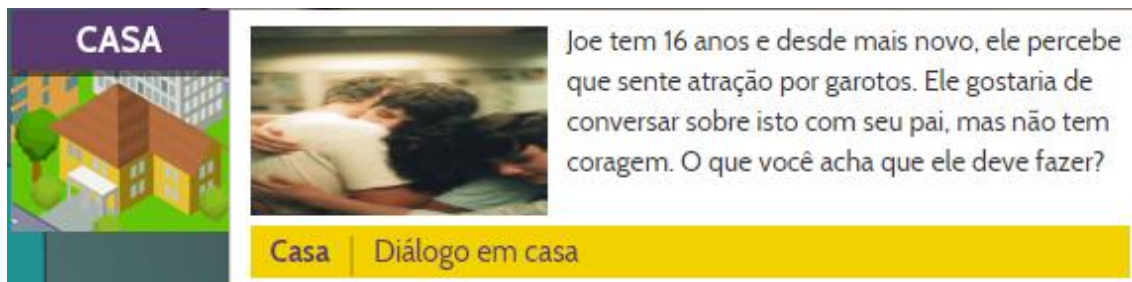 CASA
Joe tem 16 anos e desde mais novo, ele percebe
que sente atração por garotos. Ele gostaria de
conversar sobre isto com seu pai, mas não tem
coragem. O que você acha que ele deve fazer?
Casa | Diálogo em casa